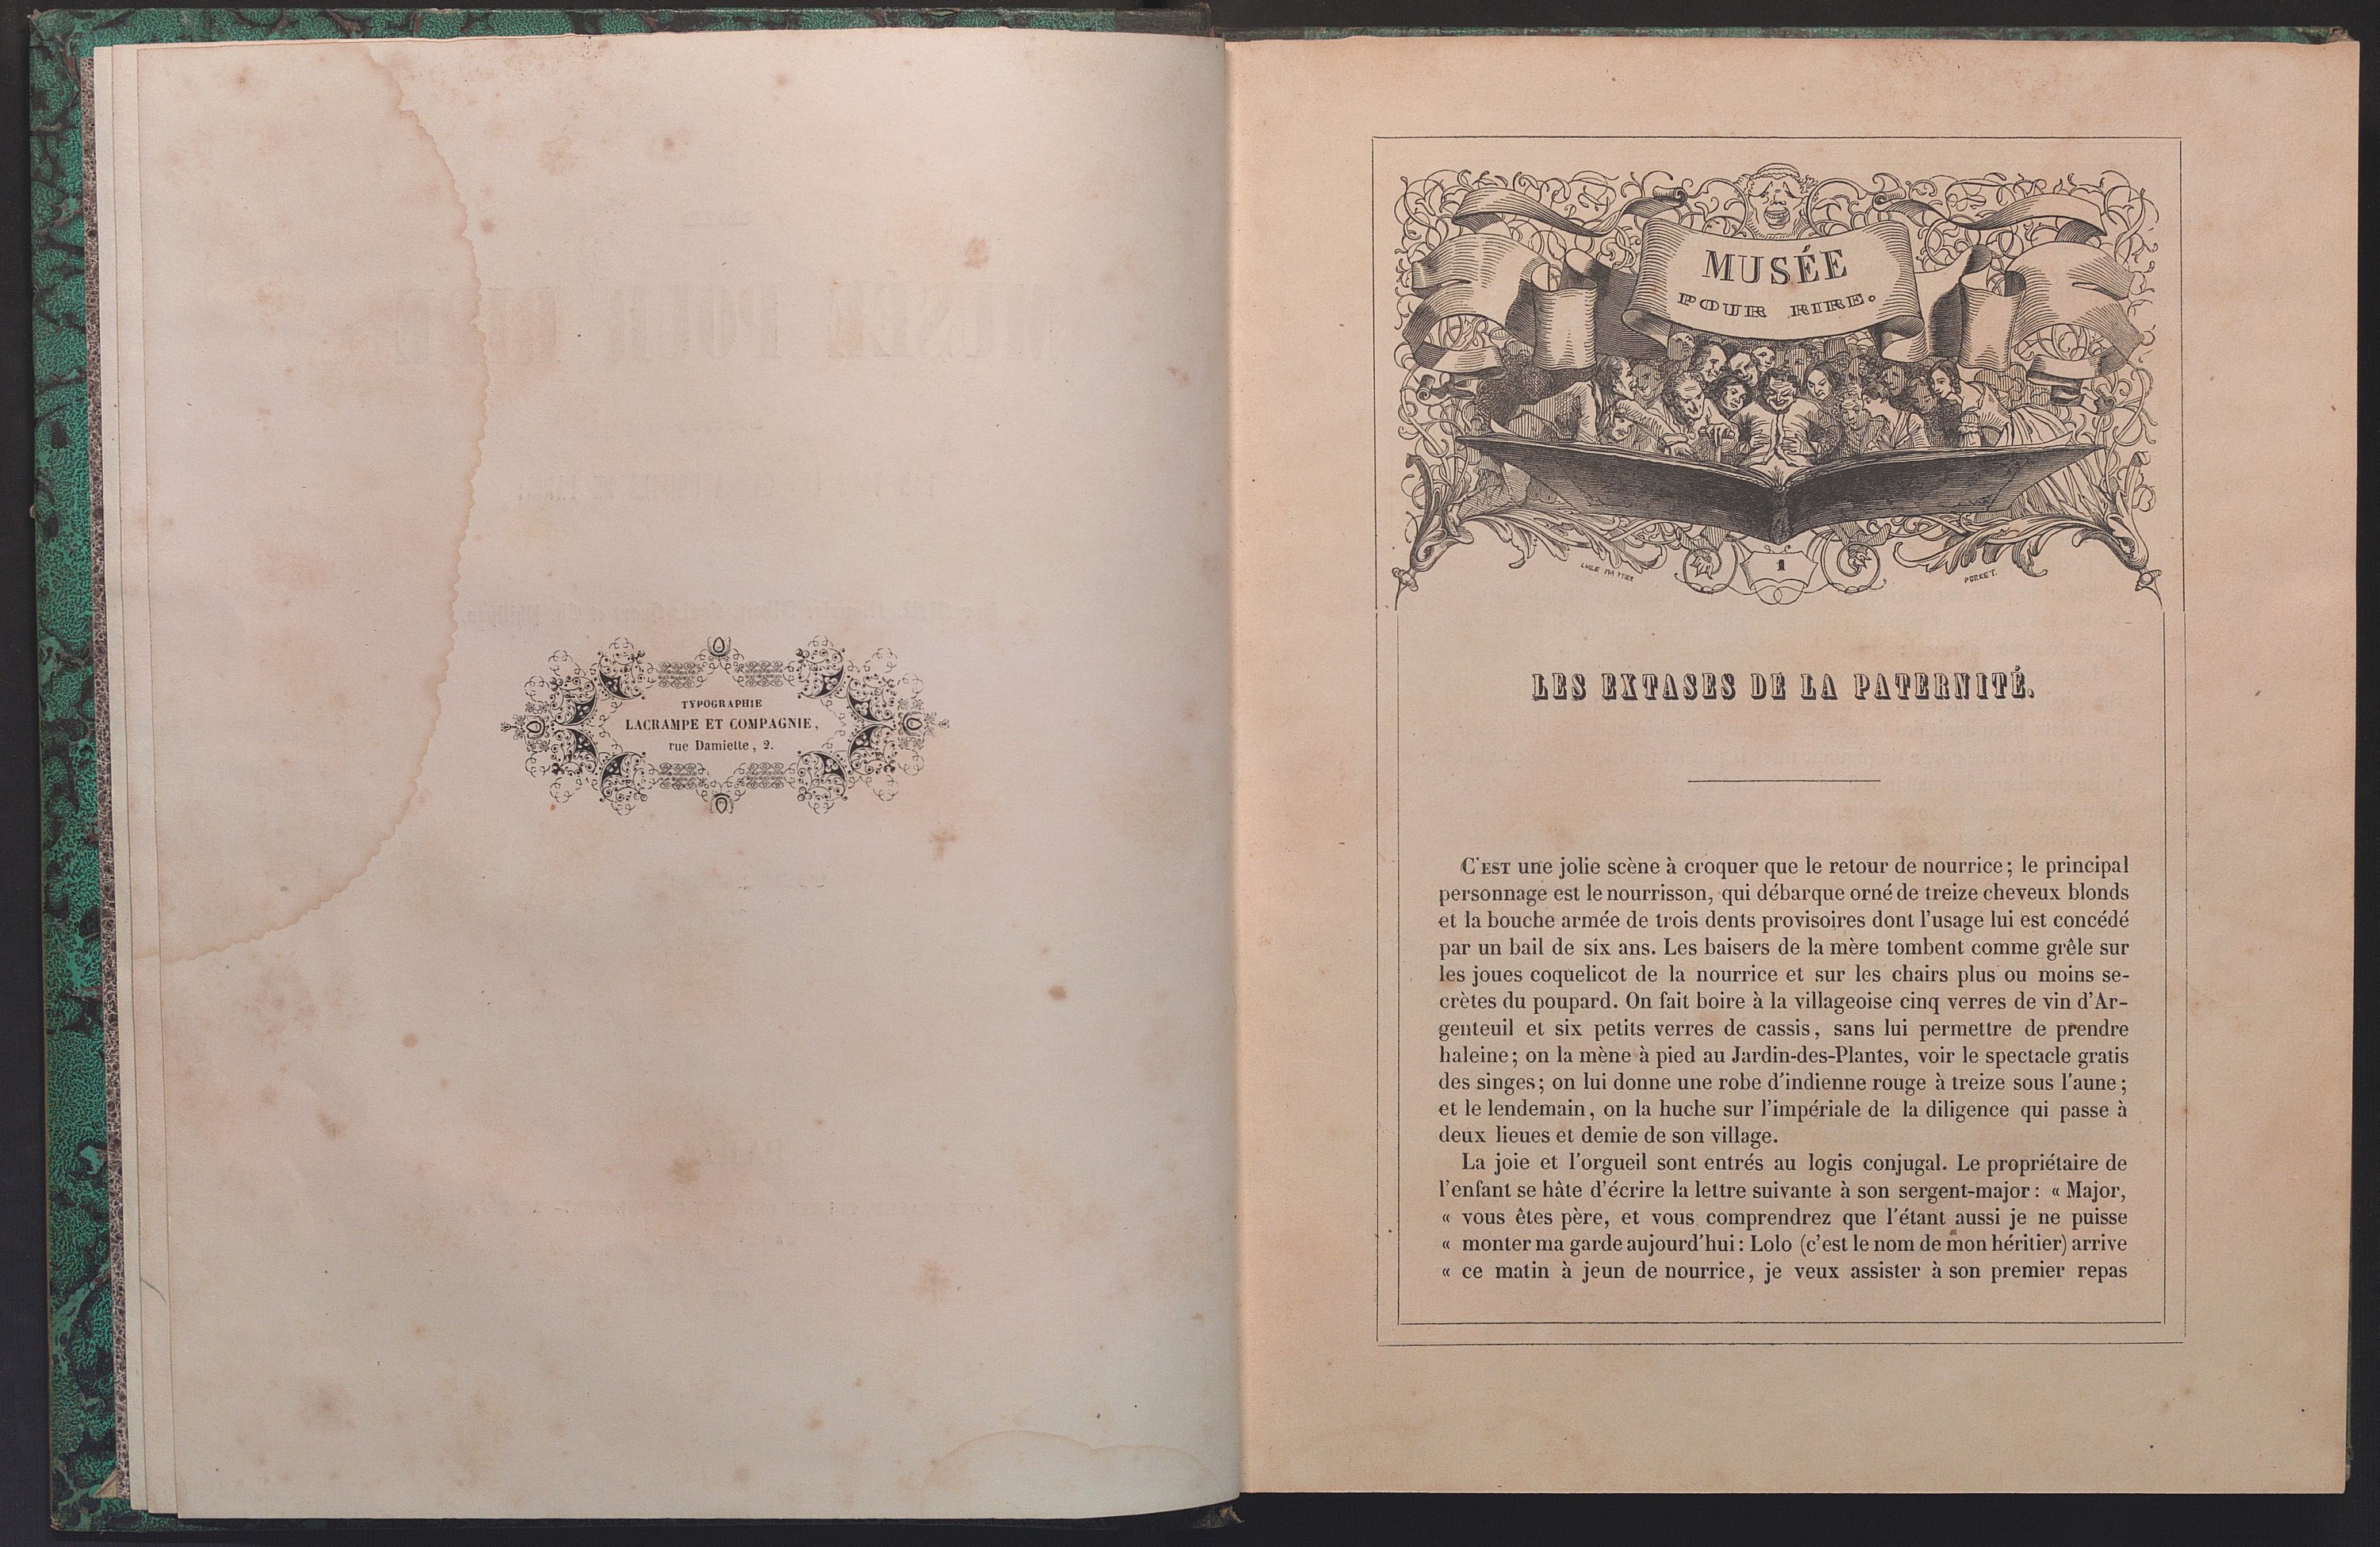 TYPOGRAPHIE
LACRAMPE ET COMPAGNIE,
rue Damiette, 2.
MUSÉE
POUR RIRE.
1
PORRET.
LES EXTASES DE LA PATERNITÉ.
C'EST une jolie scène à croquer que le retour de nourrice; le principal
personnage est le nourrisson, qui débarque orné de treize cheveux blonds
et la bouche armée de trois dents provisoires dont l'usage lui est concédé
par un bail de six ans. Les baisers de la mère tombent comme grêle sur
les joues coquelicot de la nourrice et sur les chairs plus ou moins se-
crètes du poupard. On fait boire à la villageoise cinq verres de vin d'Ar-
genteuil et six petits verres de cassis, sans lui permettre de prendre
haleine; on la mène à pied au Jardin-des-Plantes, voir le spectacle gratis
des singes; on lui donne une robe d'indienne rouge à treize sous l'aune;
et le lendemain, on la huche sur l'impériale de la diligence qui passe à
deux lieues et demie de son village.
La joie et l'orgueil sont entrés au logis conjugal. Le propriétaire de
l'enfant se hâte d'écrire la lettre suivante à son sergent-major: « Major,
« vous êtes père, et vous comprendrez que l'étant aussi je ne puisse
« monter ma garde aujourd'hui: Lolo (c'est le nom de mon héritier) arrive
« ce matin à jeun de nourrice, je veux assister à son premier repas